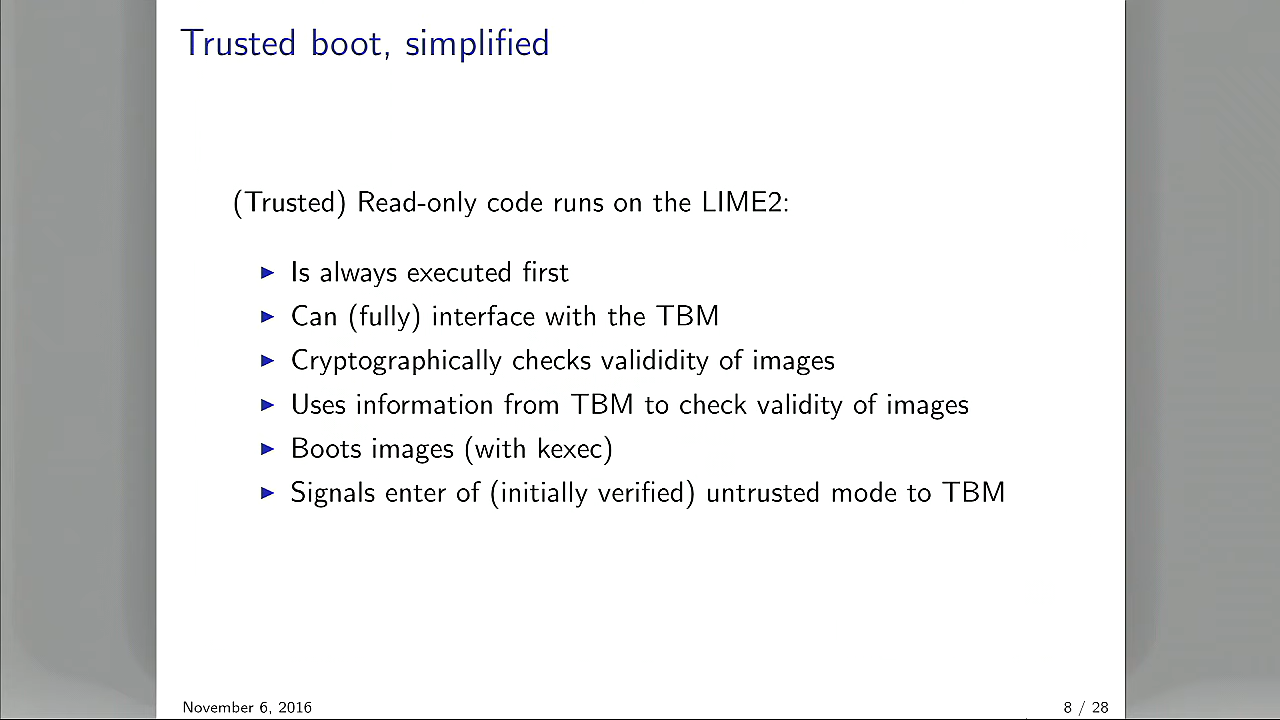 Trusted boot, simplified
(Trusted) Read-only code runs on the LIME2:
▶ Is always executed first
▶ Can (fully) interface with the TBM
▶ Cryptographically checks valididity of images
▶ Uses information from TBM to check validity of images
▶ Boots images (with kexec)
▶ Signals enter of (initially verified) untrusted mode to TBM
November 6, 2016
8 / 28